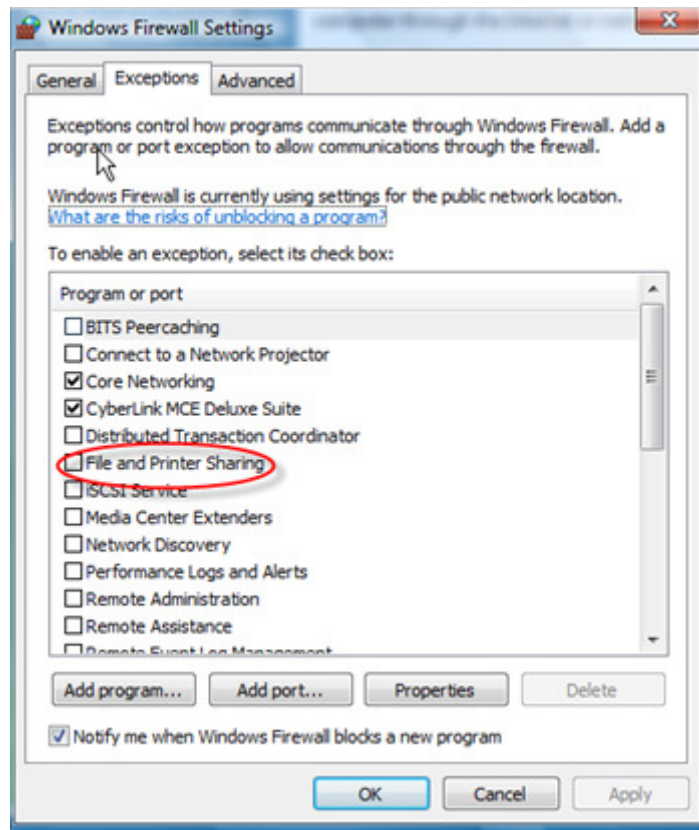 Windows Firewall Settings
General Exceptions Advanced
Exceptions control how programs communicate through Windows Firewall. Add a
program or port exception to allow communications through the firewall.
Windows Firewall is currently using settings for the public network location.
What are the risks of unblocking a program?
To enable an exception, select its check box:
Program or port
BITS Peercaching
Connect to a Network Projector
Core Networking
CyberLink MCE Deluxe Suite
Distributed Transaction Coordinator
File and Printer Sharing
iSCSI Service
Media Center Extenders
Network Discovery
Performance Logs and Alerts
Remote Administration
Remote Assistance
Remote Event Log Management
Add program... Add port... Properties Delete
Notify me when Windows Firewall blocks a new program
OK Cancel Apply